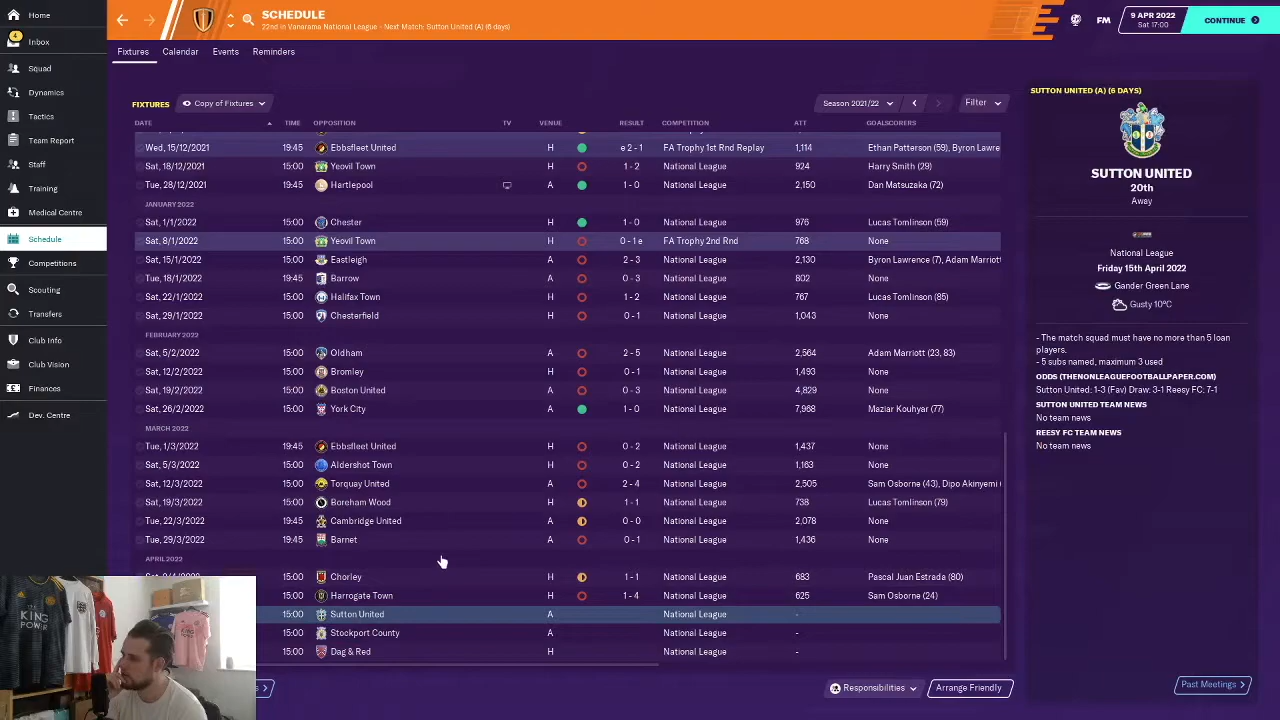 Home
SCHEDULE
22nd in Vanarama National League - Next Match: Sutton United (A) (6 days)
FM
9 APR 2022
Sat 17:00
CONTINUE
4
Inbox
Squad
Dynamics
Tactics
Team Report
Staff
Training
Medical Centre
Schedule
Competitions
Scouting
Transfers
Club Info
Club Vision
Finances
Dev. Centre
Fixtures Calendar Events Reminders
FIXTURES Copy of Fixtures Season 2021/22 Filter
DATE TIME OPPOSITION TV VENUE RESULT COMPETITION ATT GOALSCORERS
Wed, 15/12/2021 19:45 Ebbsfleet United H e 2 - 1 FA Trophy 1st Rnd Replay 1,114 Ethan Patterson (59), Byron Lawre
Sat, 18/12/2021 15:00 Yeovil Town H 1 - 2 National League 924 Harry Smith (29)
Tue, 28/12/2021 19:45 Hartlepool A 1 - 0 National League 2,150 Dan Matsuzaka (72)
JANUARY 2022
Sat, 1/1/2022 15:00 Chester H 1 - 0 National League 976 Lucas Tomlinson (59)
Sat, 8/1/2022 15:00 Yeovil Town H 0 - 1 e FA Trophy 2nd Rnd 768 None
Sat, 15/1/2022 15:00 Eastleigh A 2 - 3 National League 2,130 Byron Lawrence (7), Adam Marriott
Tue, 18/1/2022 19:45 Barrow A 0 - 3 National League 802 None
Sat, 22/1/2022 15:00 Halifax Town H 1 - 2 National League 767 Lucas Tomlinson (85)
Sat, 29/1/2022 15:00 Chesterfield A 0 - 1 National League 1,043 None
FEBRUARY 2022
Sat, 5/2/2022 15:00 Oldham A 2 - 5 National League 2,564 Adam Marriott (23, 83)
Sat, 12/2/2022 15:00 Bromley H 0 - 1 National League 1,493 None
Sat, 19/2/2022 15:00 Boston United A 0 - 3 National League 4,829 None
Sat, 26/2/2022 15:00 York City A 1 - 0 National League 7,968 Maziar Kouhyar (77)
MARCH 2022
Tue, 1/3/2022 19:45 Ebbsfleet United H 0 - 2 National League 1,437 None
Sat, 5/3/2022 15:00 Aldershot Town H 0 - 2 National League 1,163 None
Sat, 12/3/2022 15:00 Torquay United A 2 - 4 National League 2,505 Sam Osborne (43), Dipo Akinyemi
Sat, 19/3/2022 15:00 Boreham Wood H 1 - 1 National League 738 Lucas Tomlinson (79)
Tue, 22/3/2022 19:45 Cambridge United A 0 - 0 National League 2,078 None
Tue, 29/3/2022 19:45 Barnet A 0 - 1 National League 1,436 None
APRIL 2022
15:00 Chorley H 1 - 1 National League 683 Pascal Juan Estrada (80)
15:00 Harrogate Town H 1 - 4 National League 625 Sam Osborne (24)
15:00 Sutton United A National League -
15:00 Stockport County A National League -
15:00 Dag & Red H National League -
Responsibilities Arrange Friendly
SUTTON UNITED (A) (6 DAYS)
SUTTON UNITED
20th
Away
National League
Friday 15th April 2022
Gander Green Lane
Gusty 10°C
- The match squad must have no more than 5 loan
players.
- 5 subs named, maximum 3 used
ODDS (THENONLEAGUEFOOTBALLPAPER.COM)
Sutton United: 1-3 (Fav) Draw: 3-1 Reesy FC: 7-1
SUTTON UNITED TEAM NEWS
No team news
REESY FC TEAM NEWS
No team news
Past Meetings
THE KING
POWER